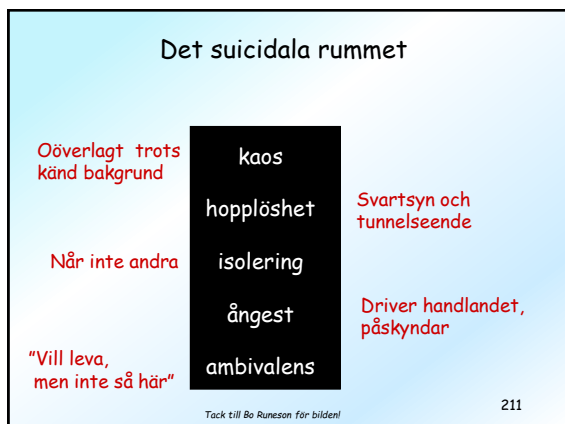 Det suicidala rummet
Oöverlagt trots
känd bakgrund
kaos
hopplöshet
Svartsyn och
tunnelseende
Når inte andra
isolering
ångest
Driver handlandet,
påskyndar
”Vill leva,
men inte så här”
ambivalens
Tack till Bo Runeson för bilden!
211